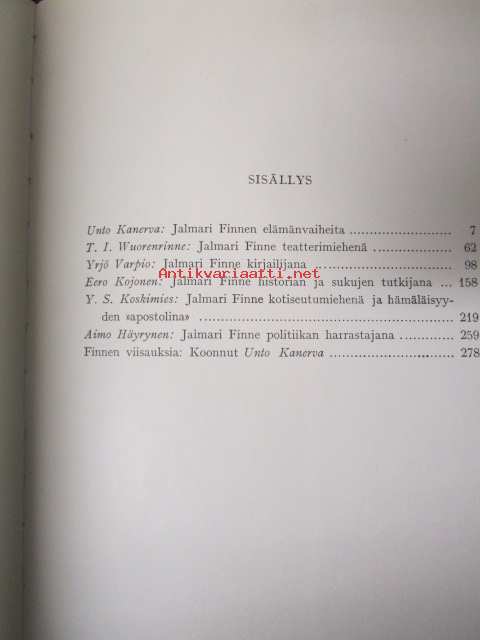 SISÄLLYS
Unto Kanerva: Jalmari Finnen elämänvaiheita ........................ 7
T. I. Wuorenrinne: Jalmari Finne teatterimiehenä .................. 62
Yrjö Varpio: Jalmari Finne kirjailijana ............................ 98
Antikvariaatti.net
Eero Kojonen: Jalmari Finne historian ja sukujen tutkijana ... 158
Y. S. Koskimies: Jalmari Finne kotiseutumiehenä ja hämäläisyy-
den »apostolina» ............................................................ 219
Aimo Häyrynen: Jalmari Finne politiikan harrastajana ............ 259
Finnen viisauksia: Koonnut Unto Kanerva .............................. 278